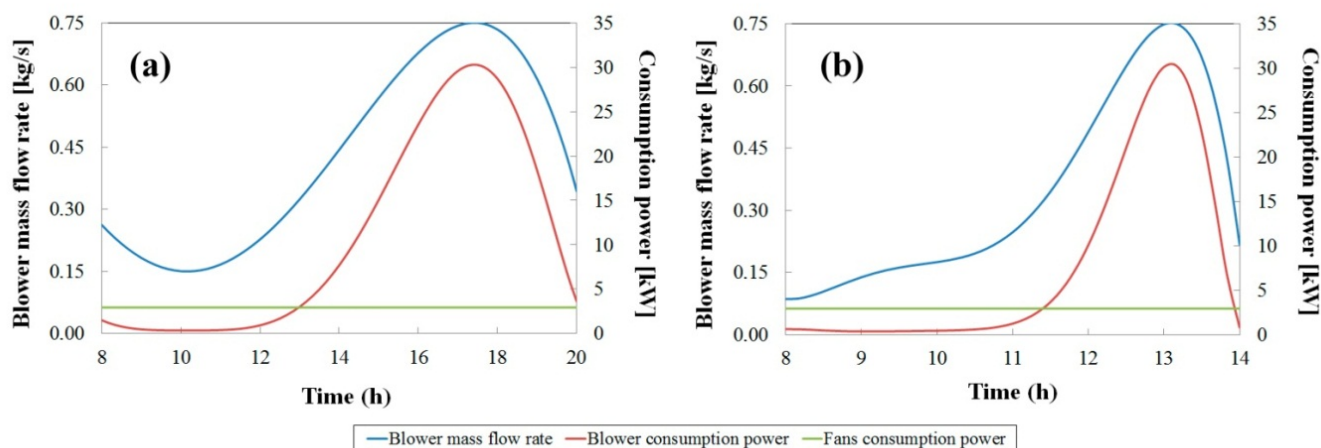 (a)
Blower mass flow rate [kg/s]
0.75
0.60
0.45
0.30
0.15
0.00
35
30
25
20
15
10
5
0
Consumption power [kW]
8 10 12 14 16 18 20
Time (h)
(b)
Blower mass flow rate [kg/s]
0.75
0.60
0.45
0.30
0.15
0.00
35
30
25
20
15
10
5
0
Consumption power [kW]
8 9 10 11 12 13 14
Time (h)
Blower mass flow rate Blower consumption power Fans consumption power